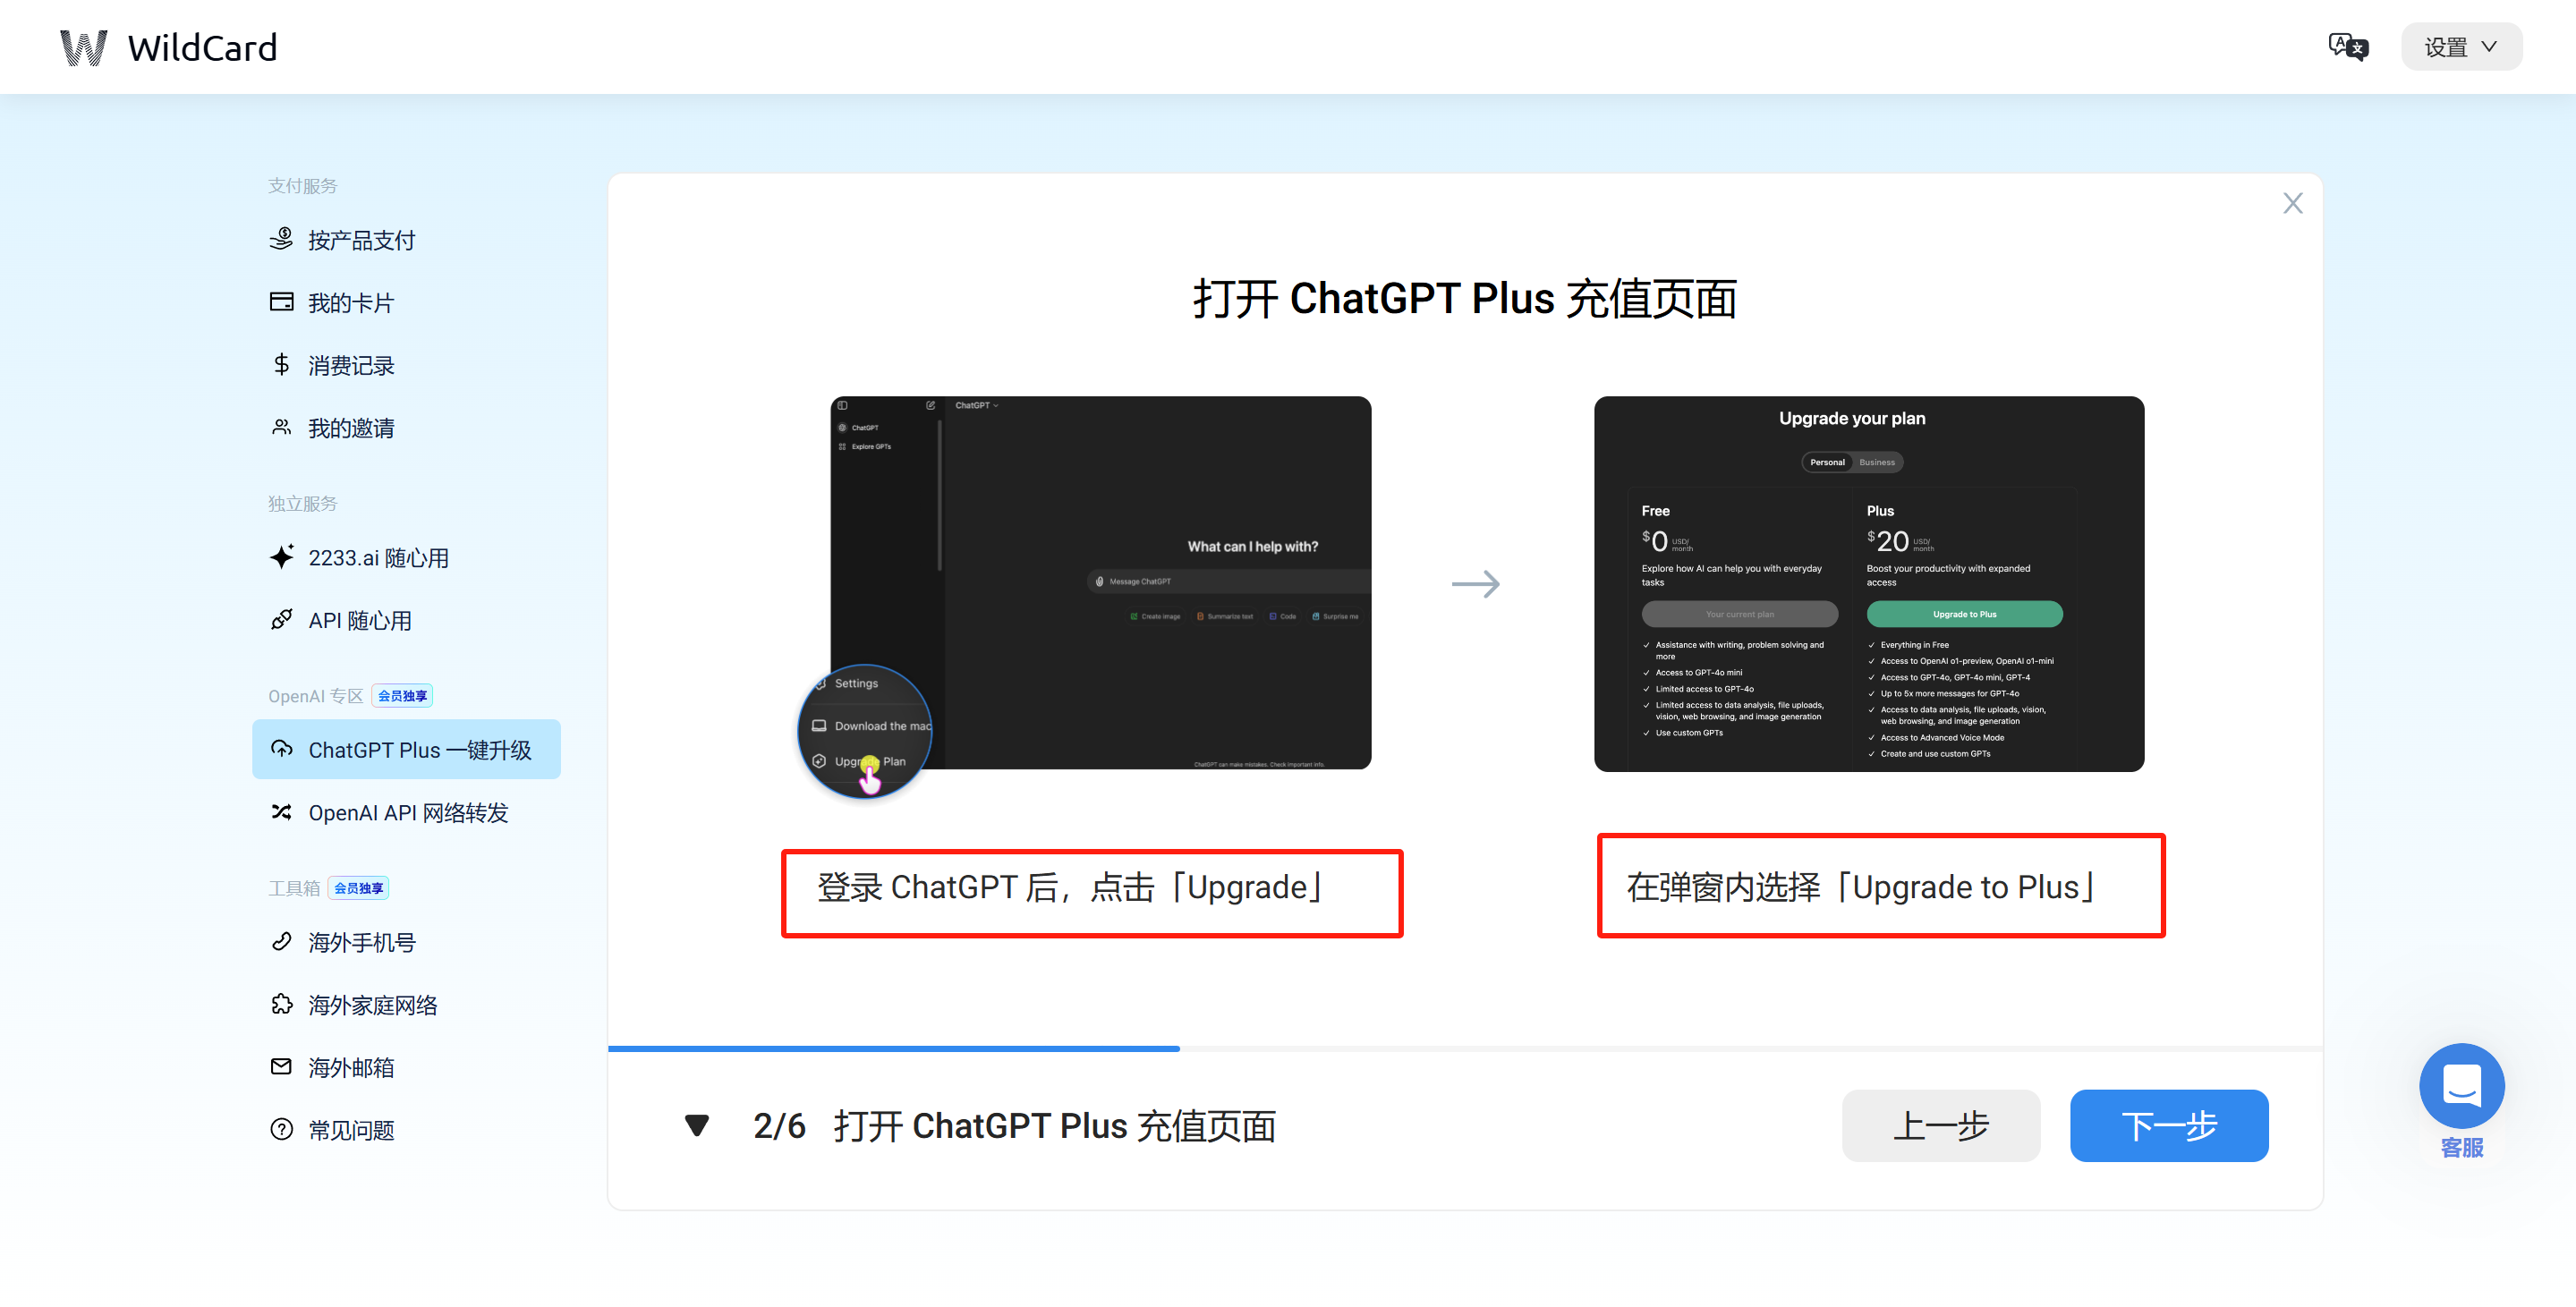 WildCard
设置
支付服务
按产品支付
我的卡片
消费记录
我的邀请
独立服务
2233.ai 随心用
API 随心用
OpenAI 专区 会员独享
ChatGPT Plus 一键升级
OpenAI API 网络转发
工具箱 会员独享
海外手机号
海外家庭网络
海外邮箱
常见问题
打开 ChatGPT Plus 充值页面
ChatGPT
ChatGPT
Explore GPTs
What can I help with?
Message ChatGPT
Create image Summarize text Code Surprise me
Settings
Download the mac
Upgrade Plan
ChatGPT can make mistakes. Check important info.
Upgrade your plan
Personal Business
Free
$0 USD/month
Explore how AI can help you with everyday
tasks
Your current plan
Assistance with writing, problem solving and
more
Access to GPT-4o mini
Limited access to GPT-4o
Limited access to data analysis, file uploads,
vision, web browsing, and image generation
Use custom GPTs
Plus
$20 USD/month
Boost your productivity with expanded
access
Upgrade to Plus
Everything in Free
Access to OpenAI o1-preview, OpenAI o1-mini
Access to GPT-4o, GPT-4o mini, GPT-4
Up to 5x more messages for GPT-4o
Access to data analysis, file uploads, vision,
web browsing, and image generation
Access to Advanced Voice Mode
Create and use custom GPTs
登录 ChatGPT 后，点击「Upgrade」
在弹窗内选择「Upgrade to Plus」
2/6 打开 ChatGPT Plus 充值页面
上一步
下一步
客服